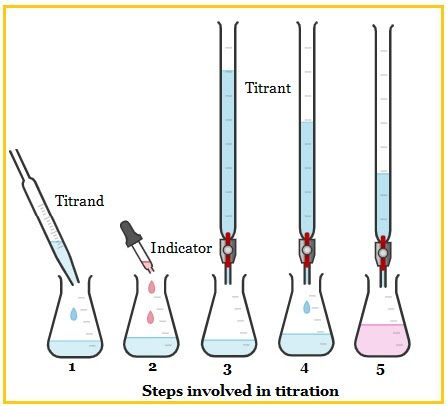 Titrant
Titrand
Indicator
1 2 3 4 5
Steps involved in titration